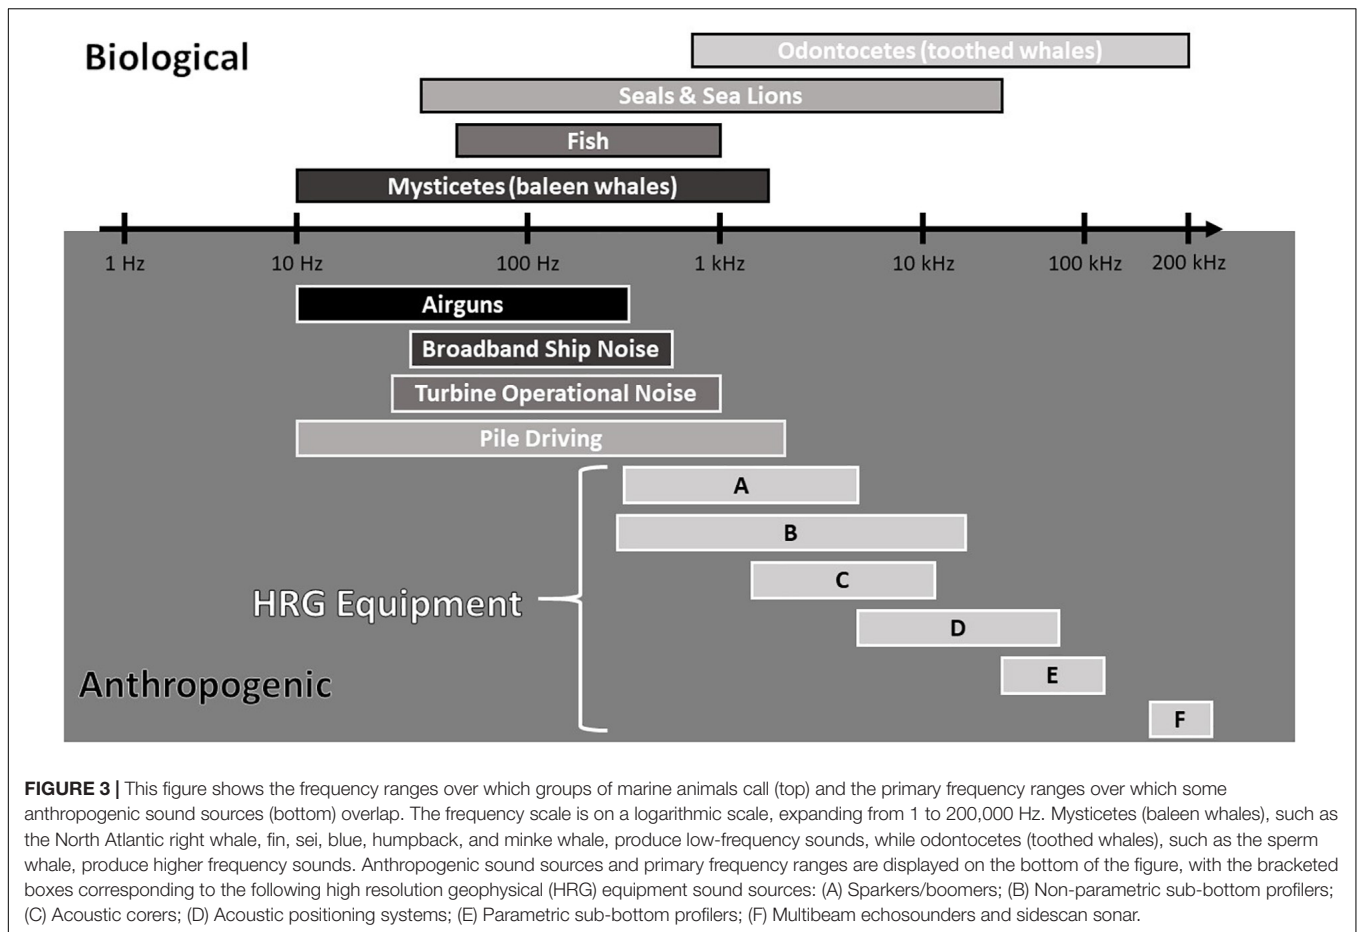 Biological
Odontocetes (toothed whales)
Seals & Sea Lions
Fish
Mysticetes (baleen whales)
1 Hz 10 Hz 100 Hz 1 kHz 10 kHz 100 kHz 200 kHz
Airguns
Broadband Ship Noise
Turbine Operational Noise
Pile Driving
A
B
C
HRG Equipment
D
E
Anthropogenic
F
FIGURE 3 | This figure shows the frequency ranges over which groups of marine animals call (top) and the primary frequency ranges over which some
anthropogenic sound sources (bottom) overlap. The frequency scale is on a logarithmic scale, expanding from 1 to 200,000 Hz. Mysticetes (baleen whales), such as
the North Atlantic right whale, fin, sei, blue, humpback, and minke whale, produce low-frequency sounds, while odontocetes (toothed whales), such as the sperm
whale, produce higher frequency sounds. Anthropogenic sound sources and primary frequency ranges are displayed on the bottom of the figure, with the bracketed
boxes corresponding to the following high resolution geophysical (HRG) equipment sound sources: (A) Sparkers/boomers; (B) Non-parametric sub-bottom profilers;
(C) Acoustic corers; (D) Acoustic positioning systems; (E) Parametric sub-bottom profilers; (F) Multibeam echosounders and sidescan sonar.